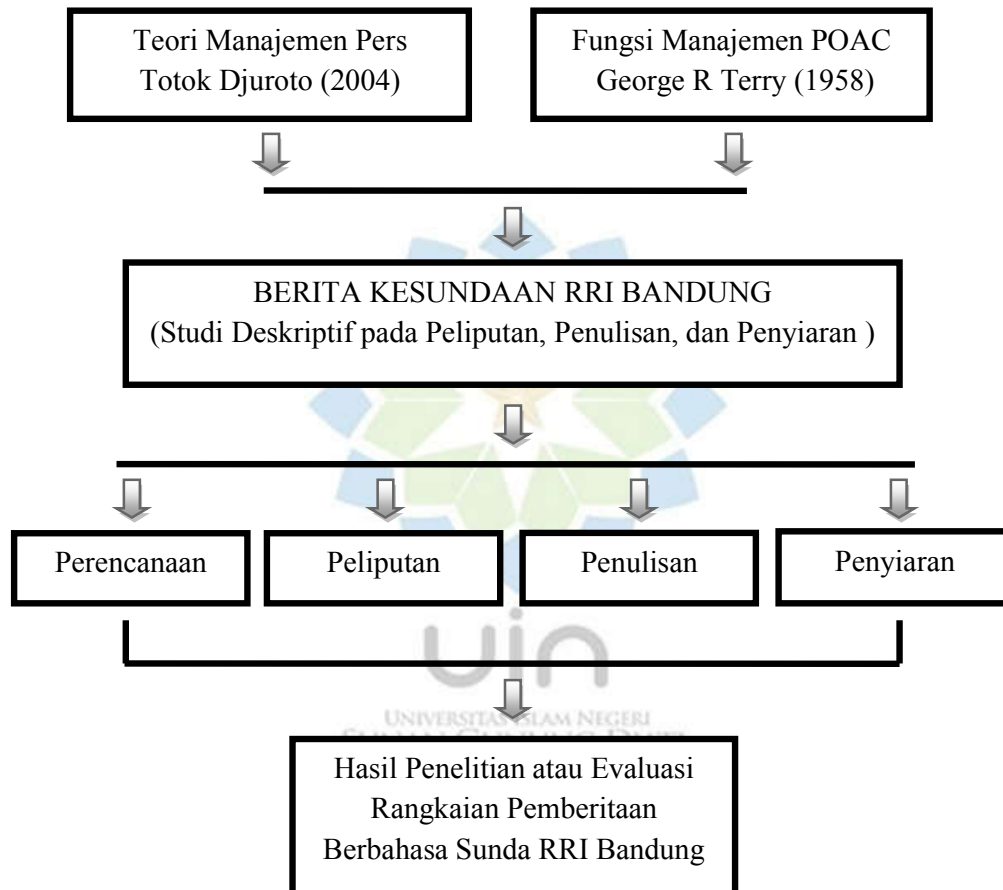 Teori Manajemen Pers
Totok Djuroto (2004)
Fungsi Manajemen POAC
George R Terry (1958)
BERITA KESUNDAAN RRI BANDUNG
(Studi Deskriptif pada Peliputan, Penulisan, dan Penyiaran )
Perencanaan
Peliputan
Penulisan
Penyiaran
uin
UNIVERSITAS ISLAM NEGERI
Hasil Penelitian atau Evaluasi
Rangkaian Pemberitaan
Berbahasa Sunda RRI Bandung